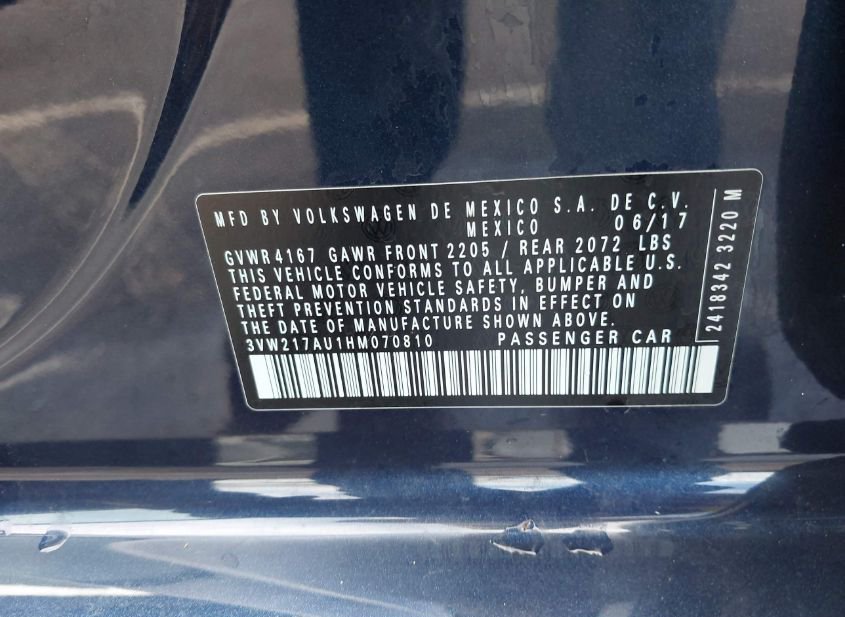 MFD BY VOLKSWAGEN DE MEXICO S.A. DE C.V.
MEXICO 06/17
GVWR 4167 GAWR FRONT 2205 / REAR 2072 LBS
THIS VEHICLE CONFORMS TO ALL APPLICABLE U.S.
FEDERAL MOTOR VEHICLE SAFETY, BUMPER AND
THEFT PREVENTION STANDARDS IN EFFECT ON
THE DATE OF MANUFACTURE SHOWN ABOVE.
3VW217AU1HM070810 PASSENGER CAR
2418342 3220 M